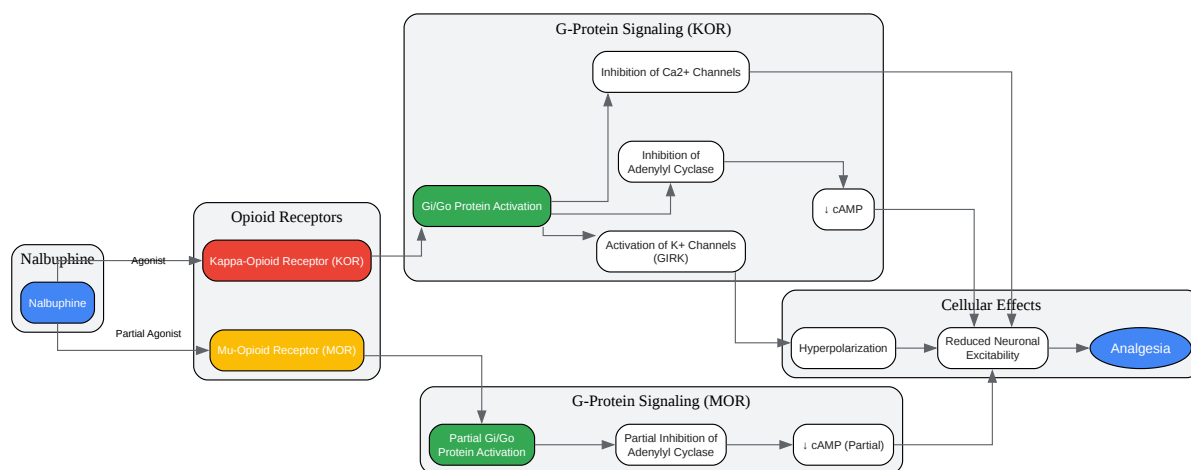 G-Protein Signaling (KOR)
Inhibition of Ca2+ Channels
Inhibition of
Adenylyl Cyclase
Gi/Go Protein Activation
↓ cAMP
Activation of K+ Channels
(GIRK)
Opioid Receptors
Kappa-Opioid Receptor (KOR)
Mu-Opioid Receptor (MOR)
Nalbuphine
Nalbuphine
Agonist
Partial Agonist
Cellular Effects
Hyperpolarization
Reduced Neuronal
Excitability
Analgesia
G-Protein Signaling (MOR)
Partial Gi/Go
Protein Activation
Partial Inhibition of
Adenylyl Cyclase
↓ cAMP (Partial)